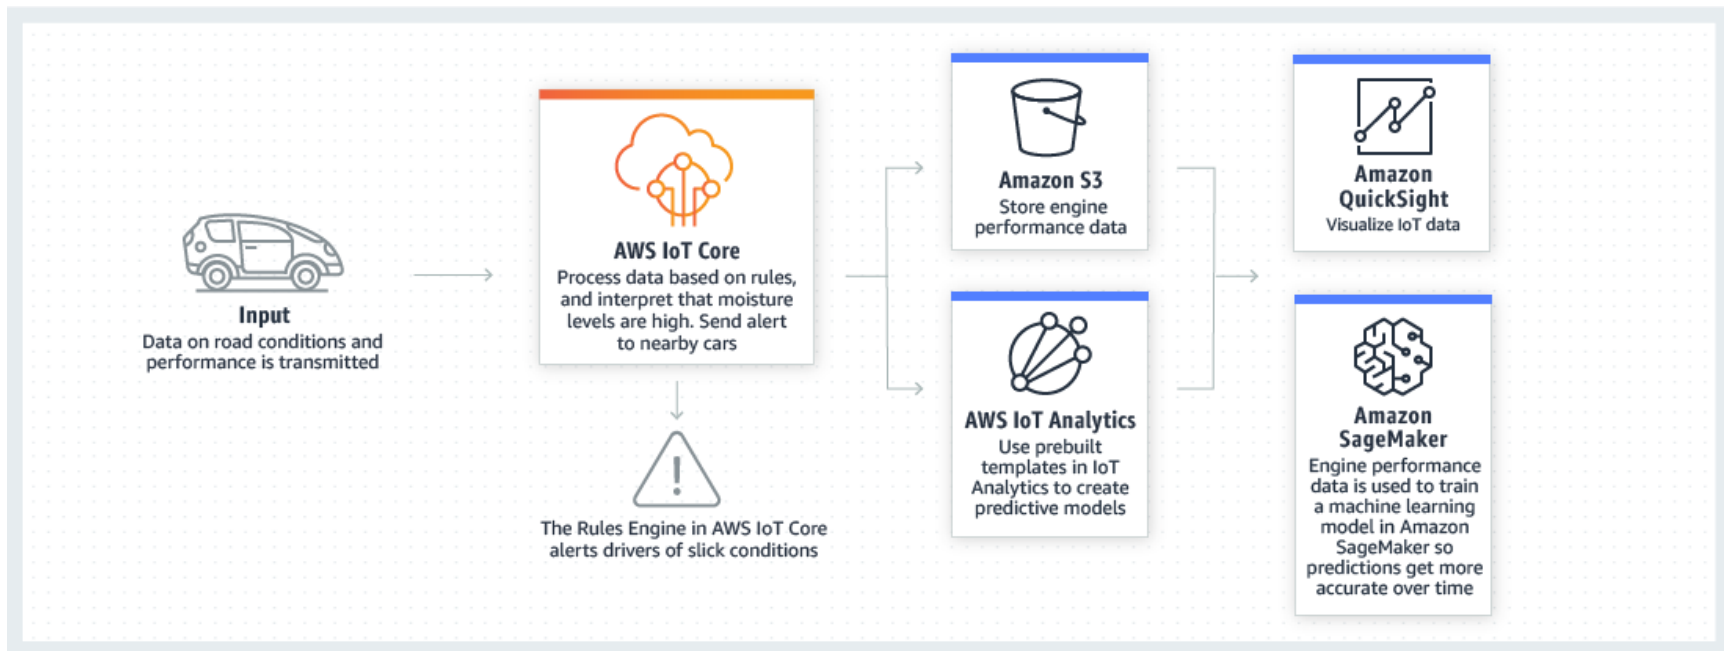 Input
Data on road conditions and
performance is transmitted
AWS IoT Core
Process data based on rules,
and interpret that moisture
levels are high. Send alert
to nearby cars
The Rules Engine in AWS IoT Core
alerts drivers of slick conditions
Amazon S3
Store engine
performance data
AWS IoT Analytics
Use prebuilt
templates in IoT
Analytics to create
predictive models
Amazon
QuickSight
Visualize IoT data
Amazon
SageMaker
Engine performance
data is used to train
a machine learning
model in Amazon
SageMaker so
predictions get more
accurate over time